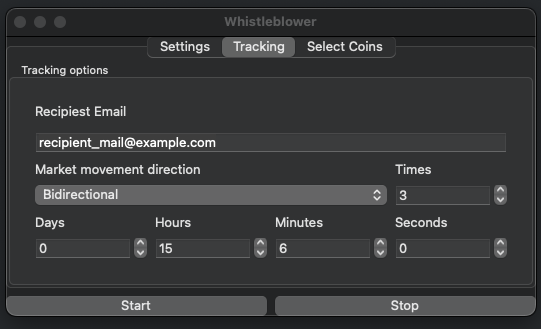 Whistleblower
Settings Tracking Select Coins
Tracking options
Recipiest Email
recipient_mail@example.com
Market movement direction Times
Bidirectional 3
Days Hours Minutes Seconds
0 15 6 0
Start Stop